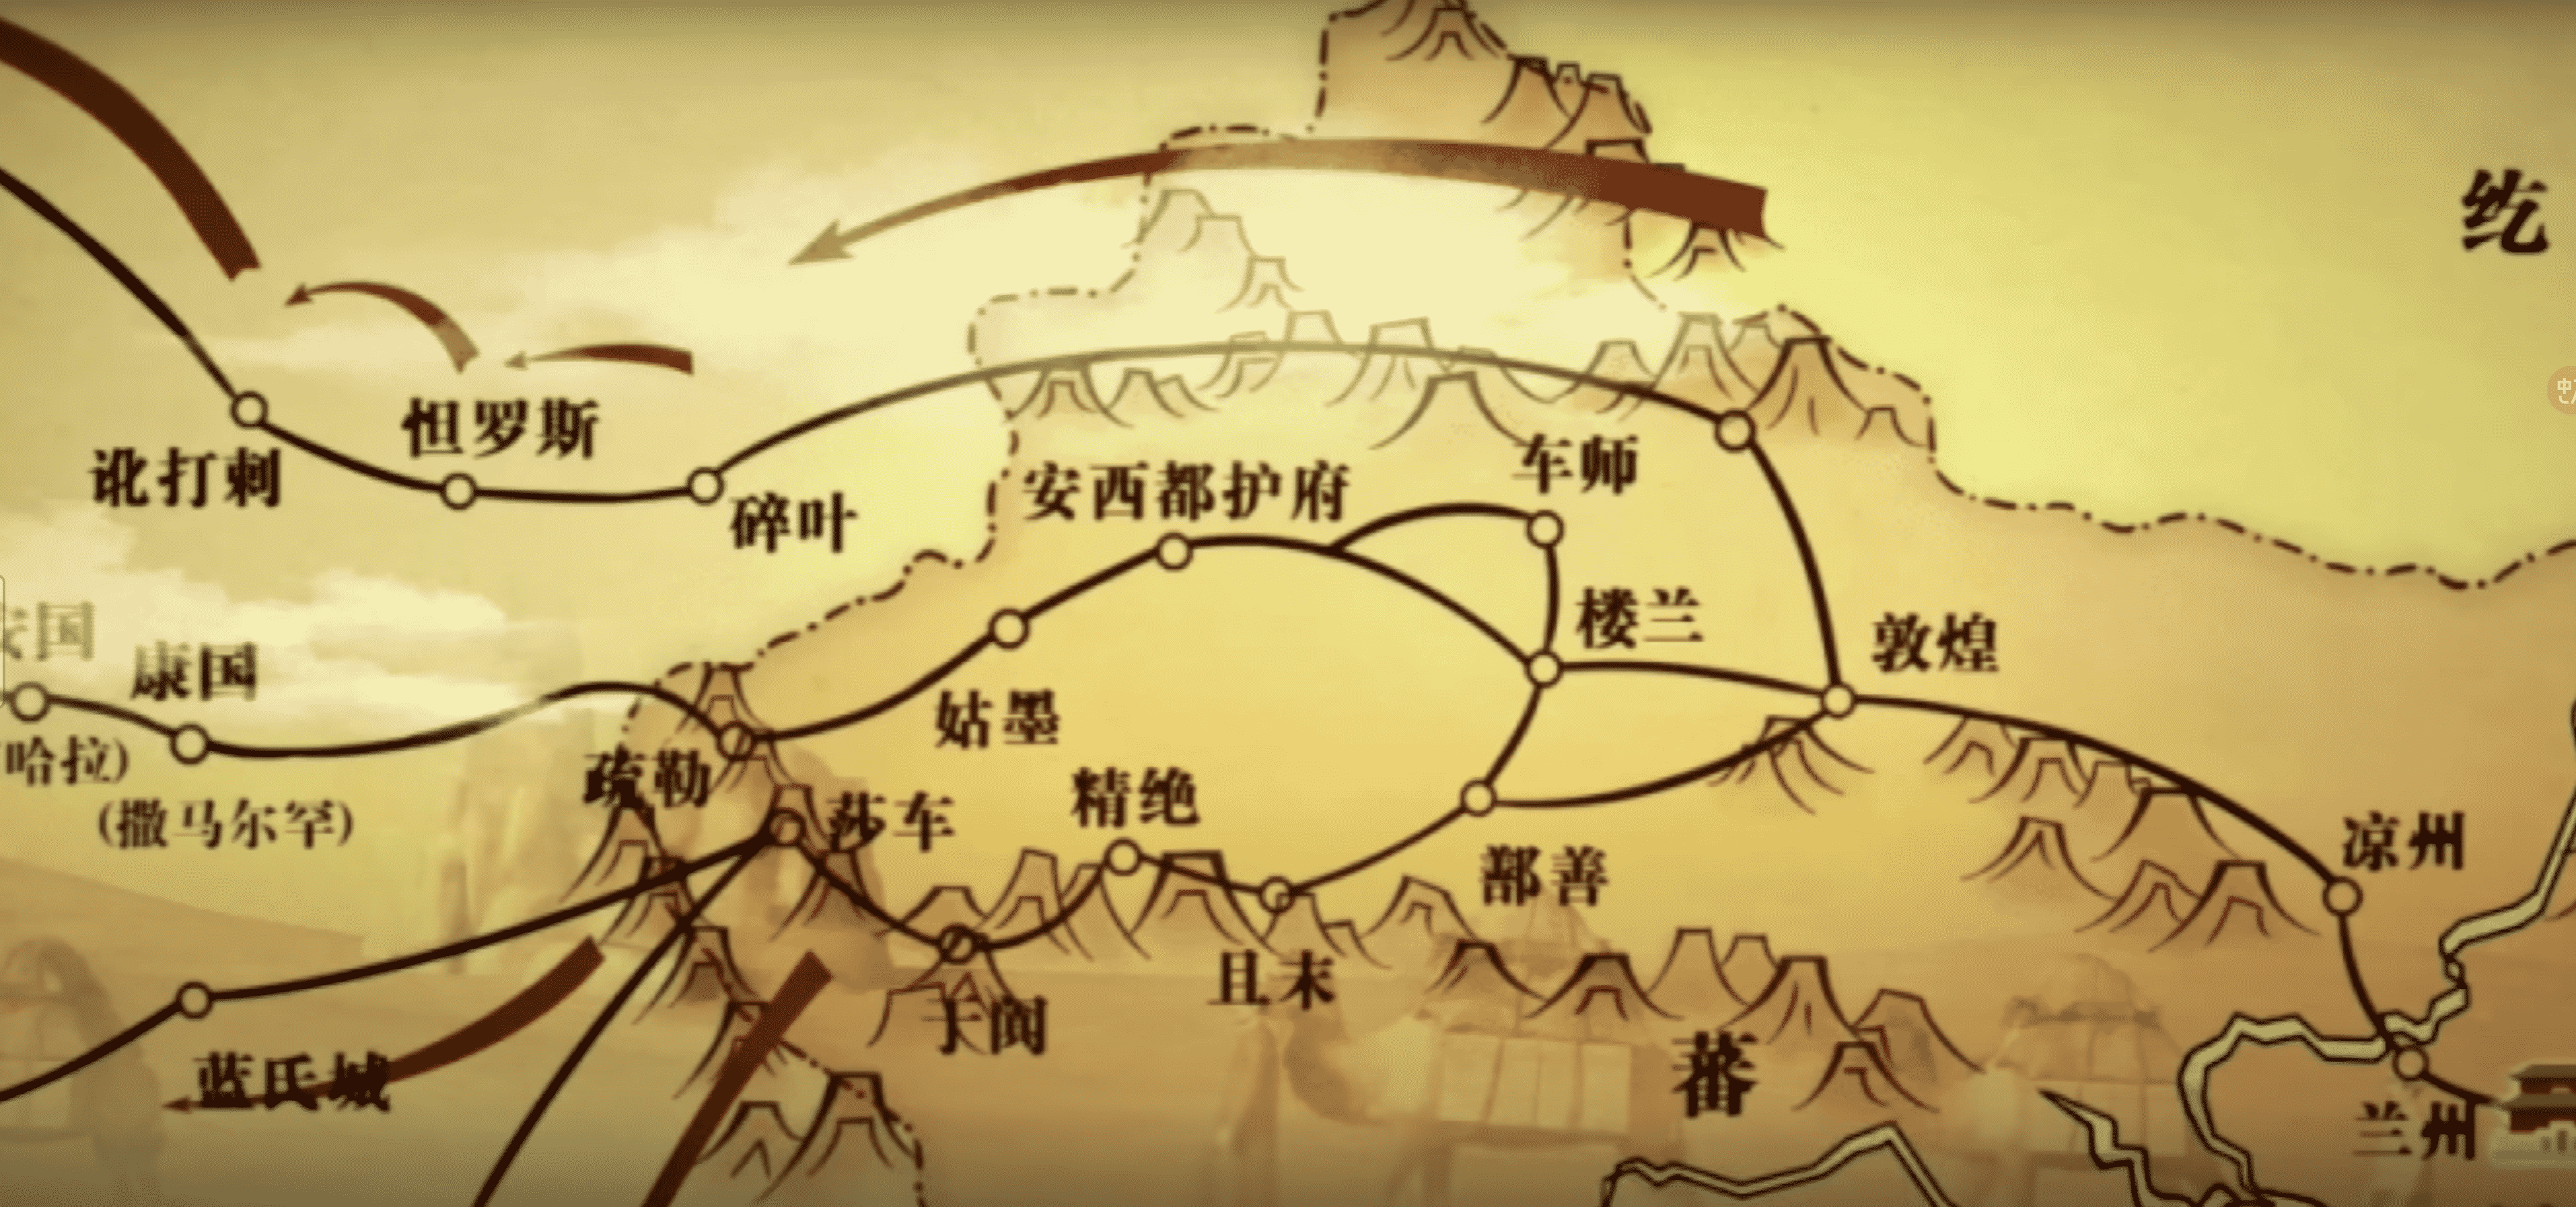 纥
怛罗斯
讹打剌
碎叶
安西都护府
车师
楼兰
敦煌
安国
康国
哈拉)
(撒马尔罕)
疏勒
姑墨
莎车
精绝
鄯善
凉州
且末
于阗
蓝氏城
蕃
兰州